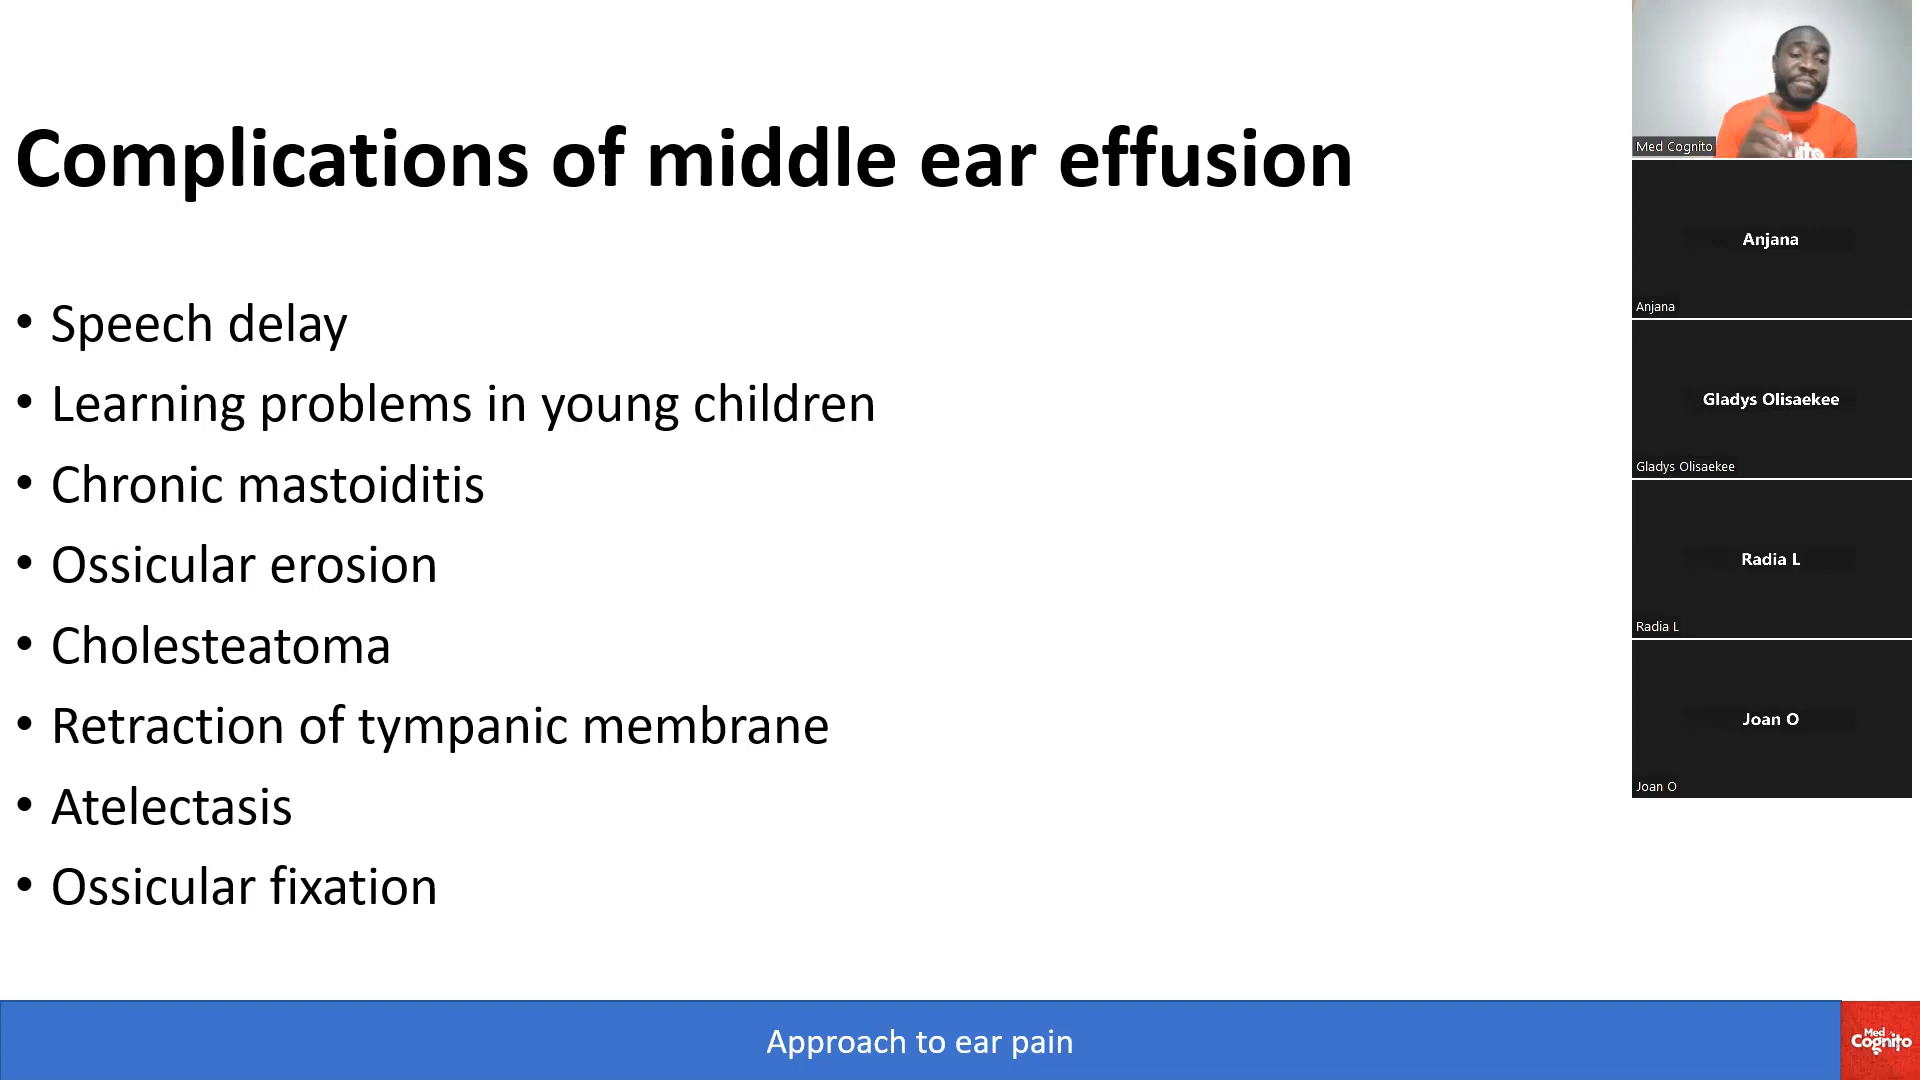 Complications of middle ear effusion
• Speech delay
• Learning problems in young children
• Chronic mastoiditis
• Ossicular erosion
• Cholesteatoma
• Retraction of tympanic membrane
• Atelectasis
• Ossicular fixation
Approach to ear pain
Med
Cognito
Med Cognito
Anjana
Anjana
Gladys Olisaekee
Gladys Olisaekee
Radia L
Radia L
Joan O
Joan O